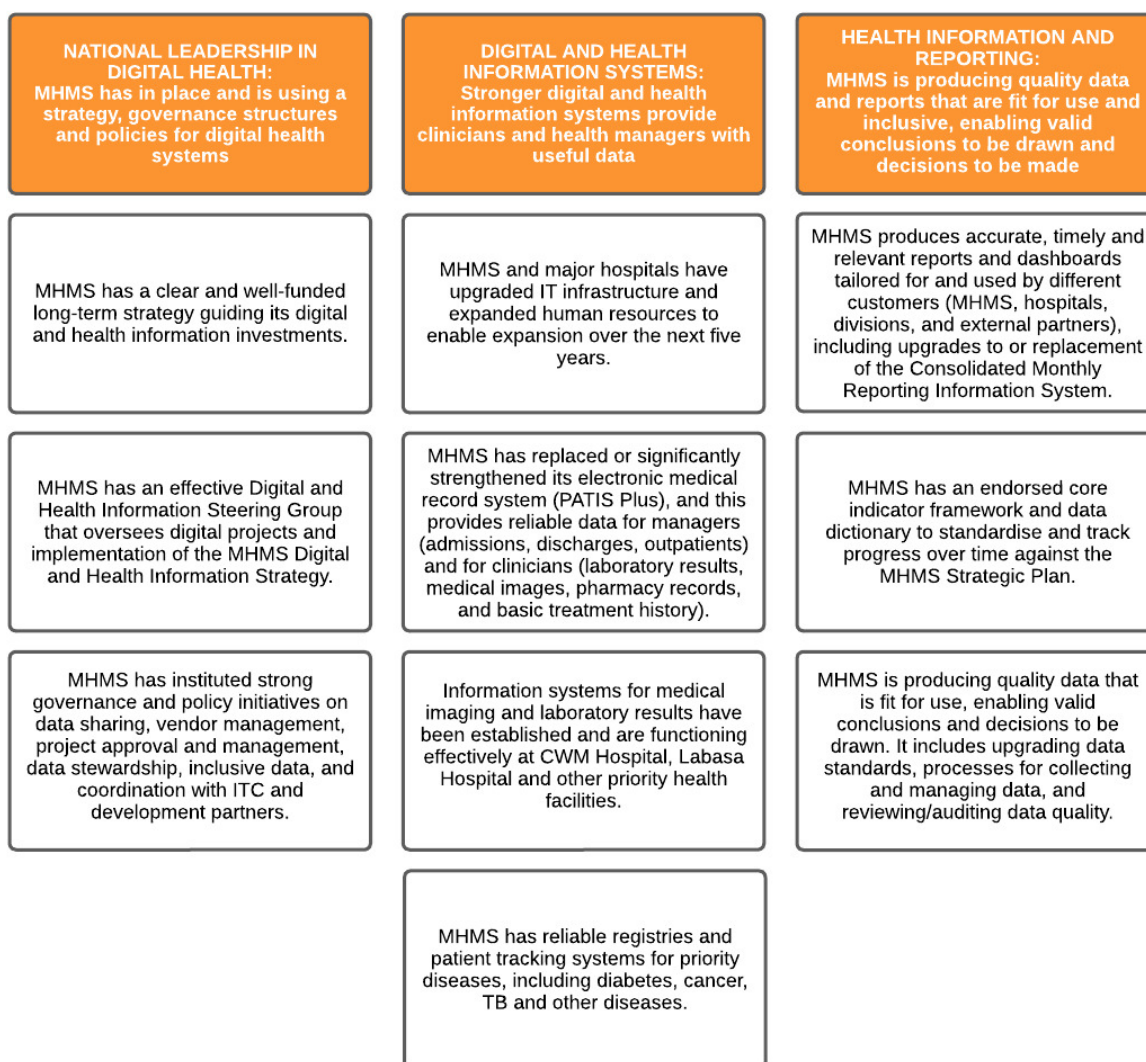 NATIONAL LEADERSHIP IN
DIGITAL HEALTH:
MHMS has in place and is using a
strategy, governance structures
and policies for digital health
systems
MHMS has a clear and well-funded
long-term strategy guiding its digital
and health information investments.
MHMS has an effective Digital and
Health Information Steering Group
that oversees digital projects and
implementation of the MHMS Digital
and Health Information Strategy.
MHMS has instituted strong
governance and policy initiatives on
data sharing, vendor management,
project approval and management,
data stewardship, inclusive data, and
coordination with ITC and
development partners.
DIGITAL AND HEALTH
INFORMATION SYSTEMS:
Stronger digital and health
information systems provide
clinicians and health managers with
useful data
MHMS and major hospitals have
upgraded IT infrastructure and
expanded human resources to
enable expansion over the next five
years.
MHMS has replaced or significantly
strengthened its electronic medical
record system (PATIS Plus), and this
provides reliable data for managers
(admissions, discharges, outpatients)
and for clinicians (laboratory results,
medical images, pharmacy records,
and basic treatment history).
Information systems for medical
imaging and laboratory results have
been established and are functioning
effectively at CWM Hospital, Labasa
Hospital and other priority health
facilities.
MHMS has reliable registries and
patient tracking systems for priority
diseases, including diabetes, cancer,
TB and other diseases.
HEALTH INFORMATION AND
REPORTING:
MHMS is producing quality data
and reports that are fit for use and
inclusive, enabling valid
conclusions to be drawn and
decisions to be made
MHMS produces accurate, timely and
relevant reports and dashboards
tailored for and used by different
customers (MHMS, hospitals,
divisions, and external partners),
including upgrades to or replacement
of the Consolidated Monthly
Reporting Information System.
MHMS has an endorsed core
indicator framework and data
dictionary to standardise and track
progress over time against the
MHMS Strategic Plan.
MHMS is producing quality data that
is fit for use, enabling valid
conclusions and decisions to be
drawn. It includes upgrading data
standards, processes for collecting
and managing data, and
reviewing/auditing data quality.